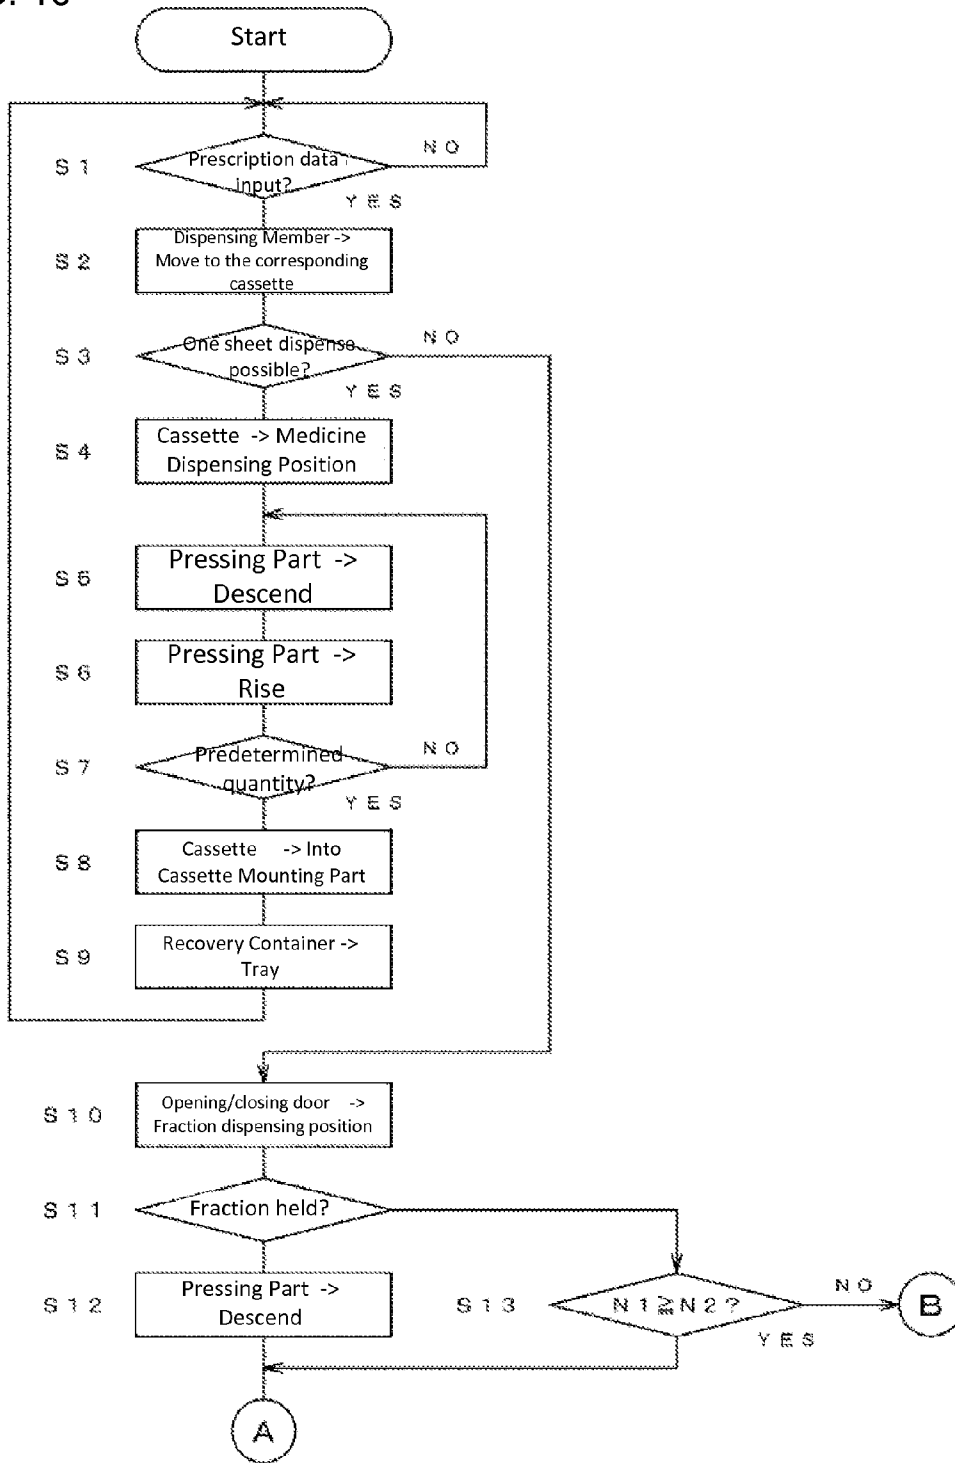 Start
NO
S1
Prescription data
input?
YES
S2
Dispensing Member ->
Move to the corresponding
cassette
NO
S3
One sheet dispense
possible?
YES
S4
Cassette -> Medicine
Dispensing Position
S5
Pressing Part ->
Descend
S6
Pressing Part ->
Rise
NO
S7
Predetermined
quantity?
YES
S8
Cassette -> Into
Cassette Mounting Part
S9
Recovery Container ->
Tray
S10
Opening/closing door ->
Fraction dispensing position
S11
Fraction held?
S12
Pressing Part ->
Descend
S13
N1≧N2?
NO
B
YES
A